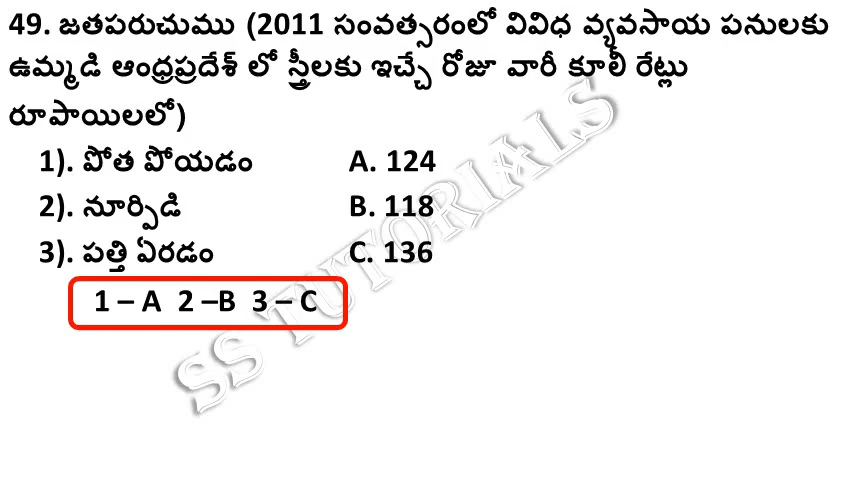 49. జతపరుచుము (2011 సంవత్సరంలో వివిధ వ్యవసాయ పనులకు
ఉమ్మడి ఆంధ్రప్రదేశ్ లో స్త్రీలకు ఇచ్చే రోజూ వారీ కూలీ రేట్లు
రూపాయిలలో)
1). పోత పోయడం A. 124
2). నూర్పిడి B. 118
3). పత్తి ఏరడం C. 136
1 – A 2 –B 3 – C
SS TUTORIALS